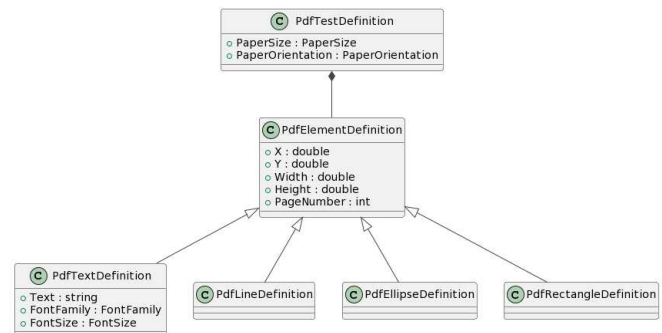 C PdfTestDefinition
PaperSize : PaperSize
PaperOrientation : PaperOrientation
C PdfElementDefinition
X : double
Y : double
Width : double
Height : double
PageNumber : int
C PdfTextDefinition
Text : string
FontFamily : FontFamily
FontSize : FontSize
C PdfLineDefinition
C PdfEllipseDefinition
C PdfRectangleDefinition